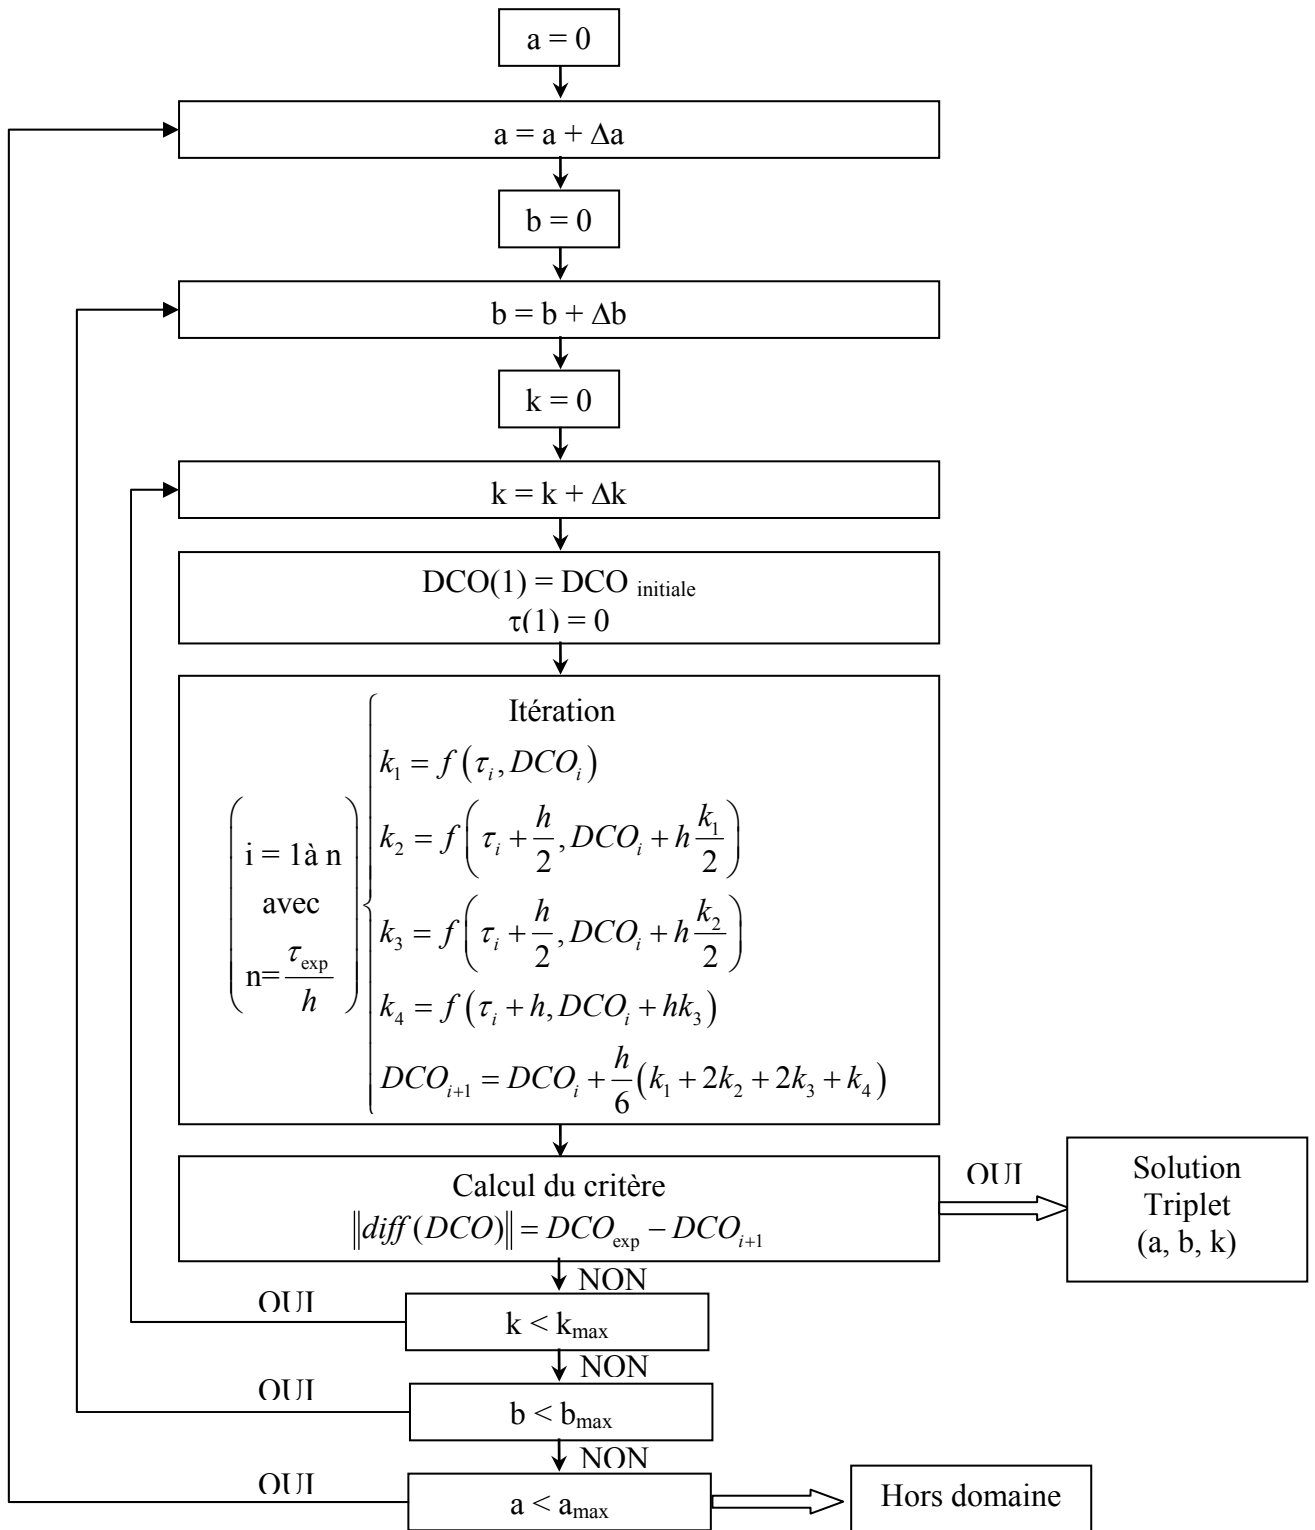 a = 0
a = a + Δa
b = 0
b = b + Δb
k = 0
k = k + Δk
DCO(1) = DCO initiale
τ(1) = 0
Itération
k₁ = f(τᵢ, DCOᵢ)
k₂ = f(τᵢ + h/2, DCOᵢ + h k₁/2)
i = 1à n
avec
n= τexp/h
k₃ = f(τᵢ + h/2, DCOᵢ + h k₂/2)
k₄ = f(τᵢ + h, DCOᵢ + hk₃)
DCOᵢ₊₁ = DCOᵢ + h/6 (k₁ + 2k₂ + 2k₃ + k₄)
Calcul du critère
‖diff(DCO)‖ = DCOexp − DCOᵢ₊₁
OUI
Solution
Triplet
(a, b, k)
NON
OUI
k < kmax
NON
OUI
b < bmax
NON
OUI
a < amax
Hors domaine